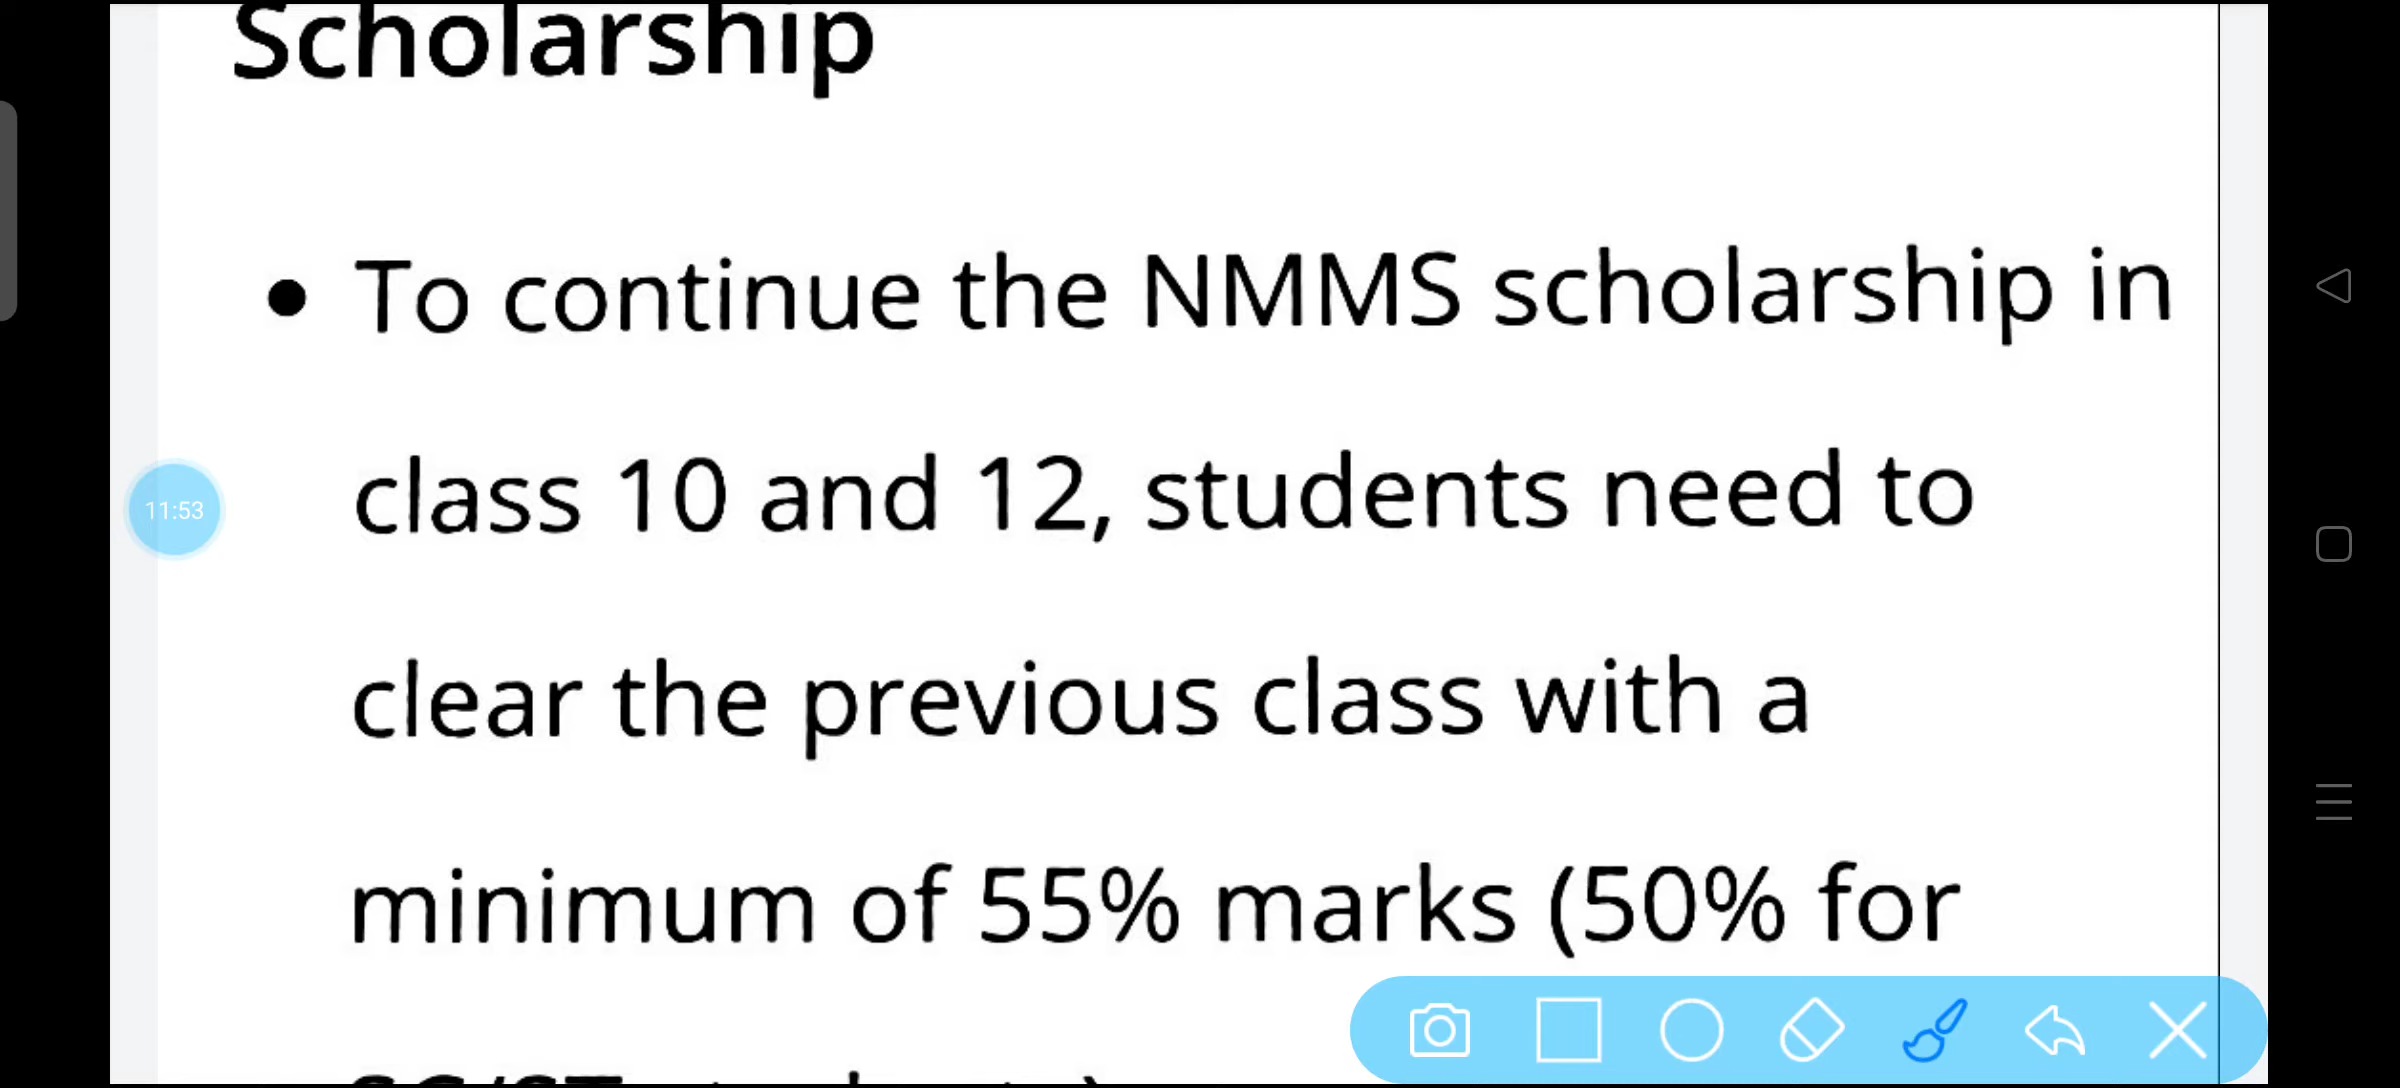 Scholarship
• To continue the NMMS scholarship in
class 10 and 12, students need to
clear the previous class with a
minimum of 55% marks (50% for
11:53